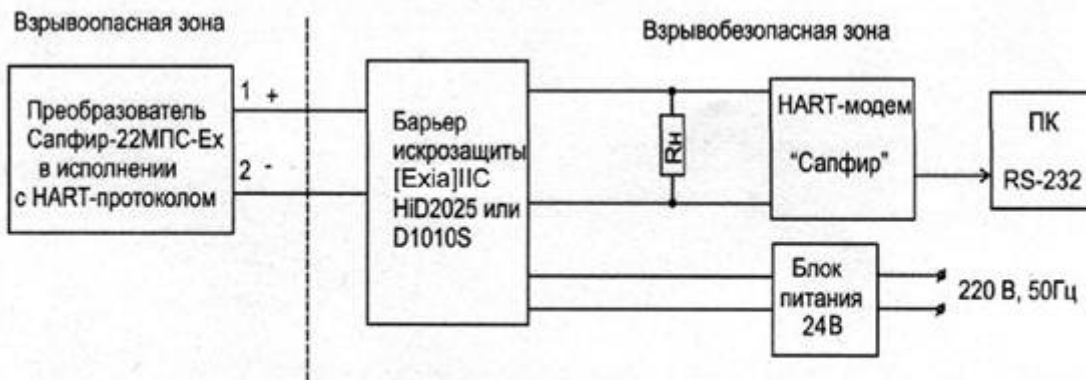 Взрывоопасная зона
Взрывобезопасная зона
Преобразователь
Сапфир-22МПС-Ех
в исполнении
с HART-протоколом
1 +
2 -
Барьер
искрозащиты
[Exia]IIC
HiD2025 или
D1010S
Rн
HART-модем
"Сапфир"
ПК
RS-232
Блок
питания
24В
220 В, 50Гц